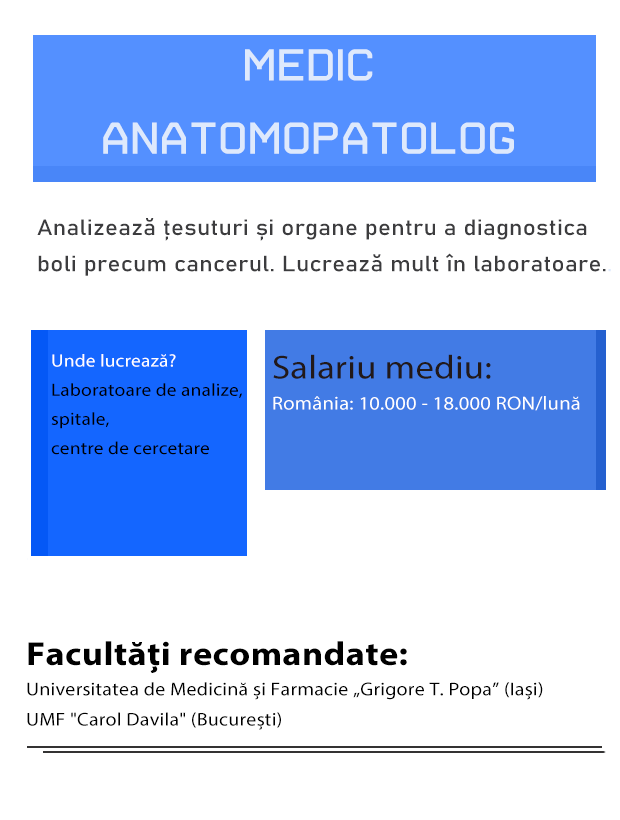 MEDIC
ANATOMOPATOLOG
Analizează țesuturi și organe pentru a diagnostica
boli precum cancerul. Lucrează mult în laboratoare.
Unde lucrează?
Laboratoare de analize,
spitale,
centre de cercetare
Salariu mediu:
România: 10.000 - 18.000 RON/lună
Facultăți recomandate:
Universitatea de Medicină și Farmacie „Grigore T. Popa” (Iași)
UMF "Carol Davila" (București)